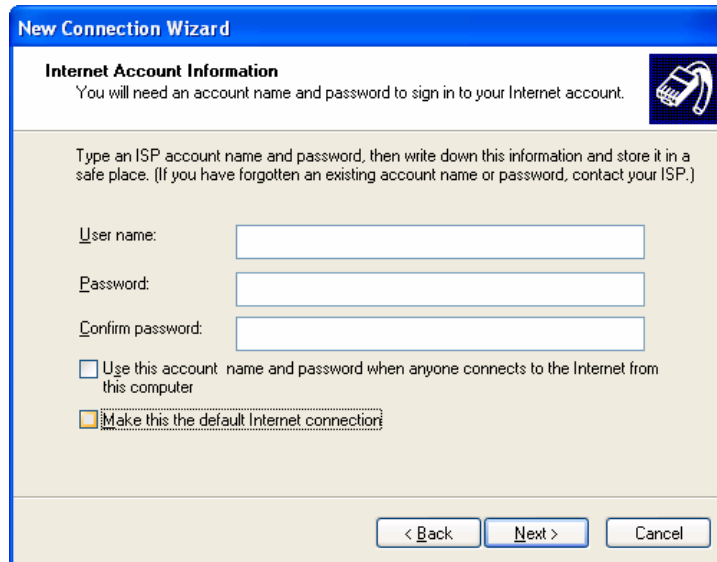 New Connection Wizard
Internet Account Information
You will need an account name and password to sign in to your Internet account.
Type an ISP account name and password, then write down this information and store it in a
safe place. (If you have forgotten an existing account name or password, contact your ISP.)
User name:
Password:
Confirm password:
Use this account name and password when anyone connects to the Internet from
this computer
Make this the default Internet connection
< Back Next > Cancel